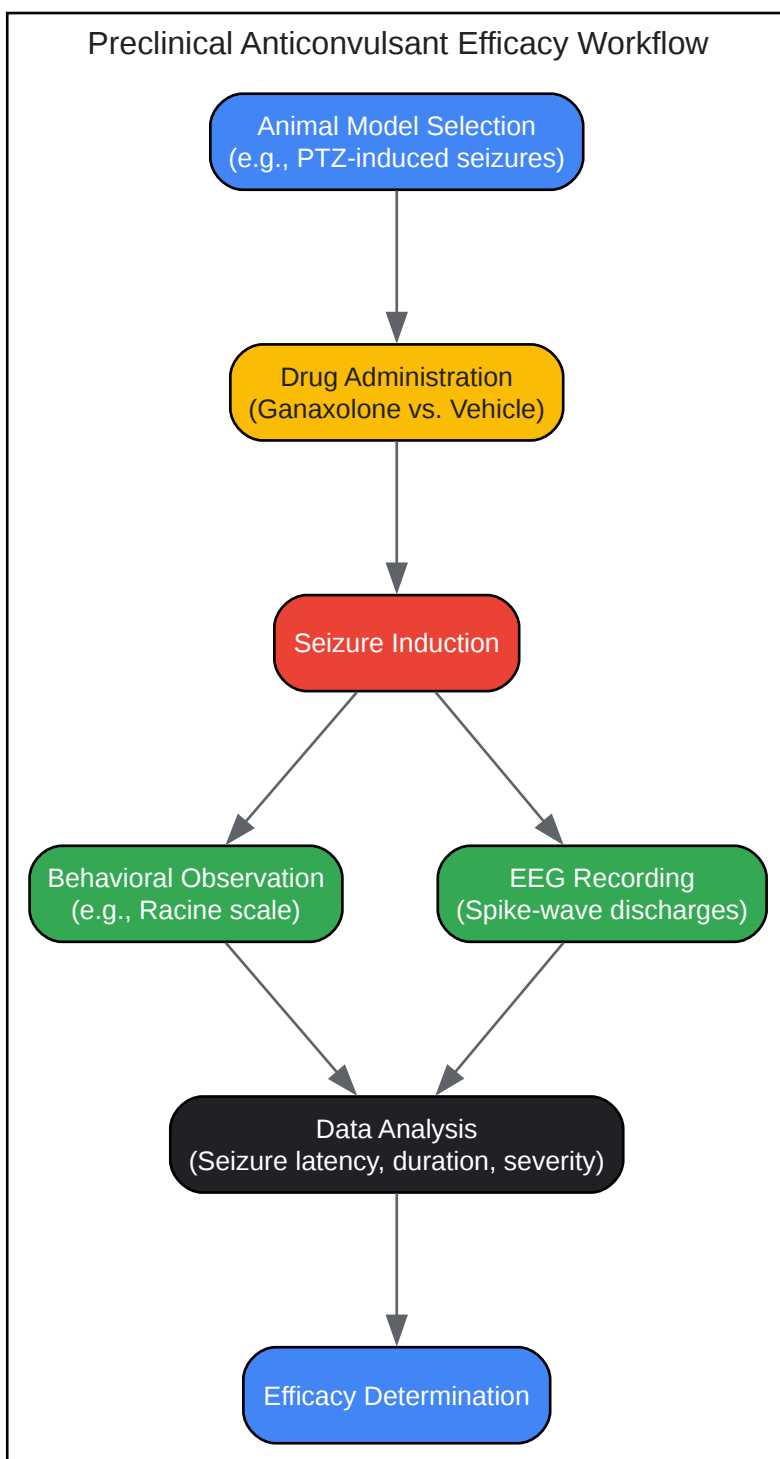 Preclinical Anticonvulsant Efficacy Workflow
Animal Model Selection
(e.g., PTZ-induced seizures)
Drug Administration
(Ganaxolone vs. Vehicle)
Seizure Induction
Behavioral Observation
(e.g., Racine scale)
EEG Recording
(Spike-wave discharges)
Data Analysis
(Seizure latency, duration, severity)
Efficacy Determination